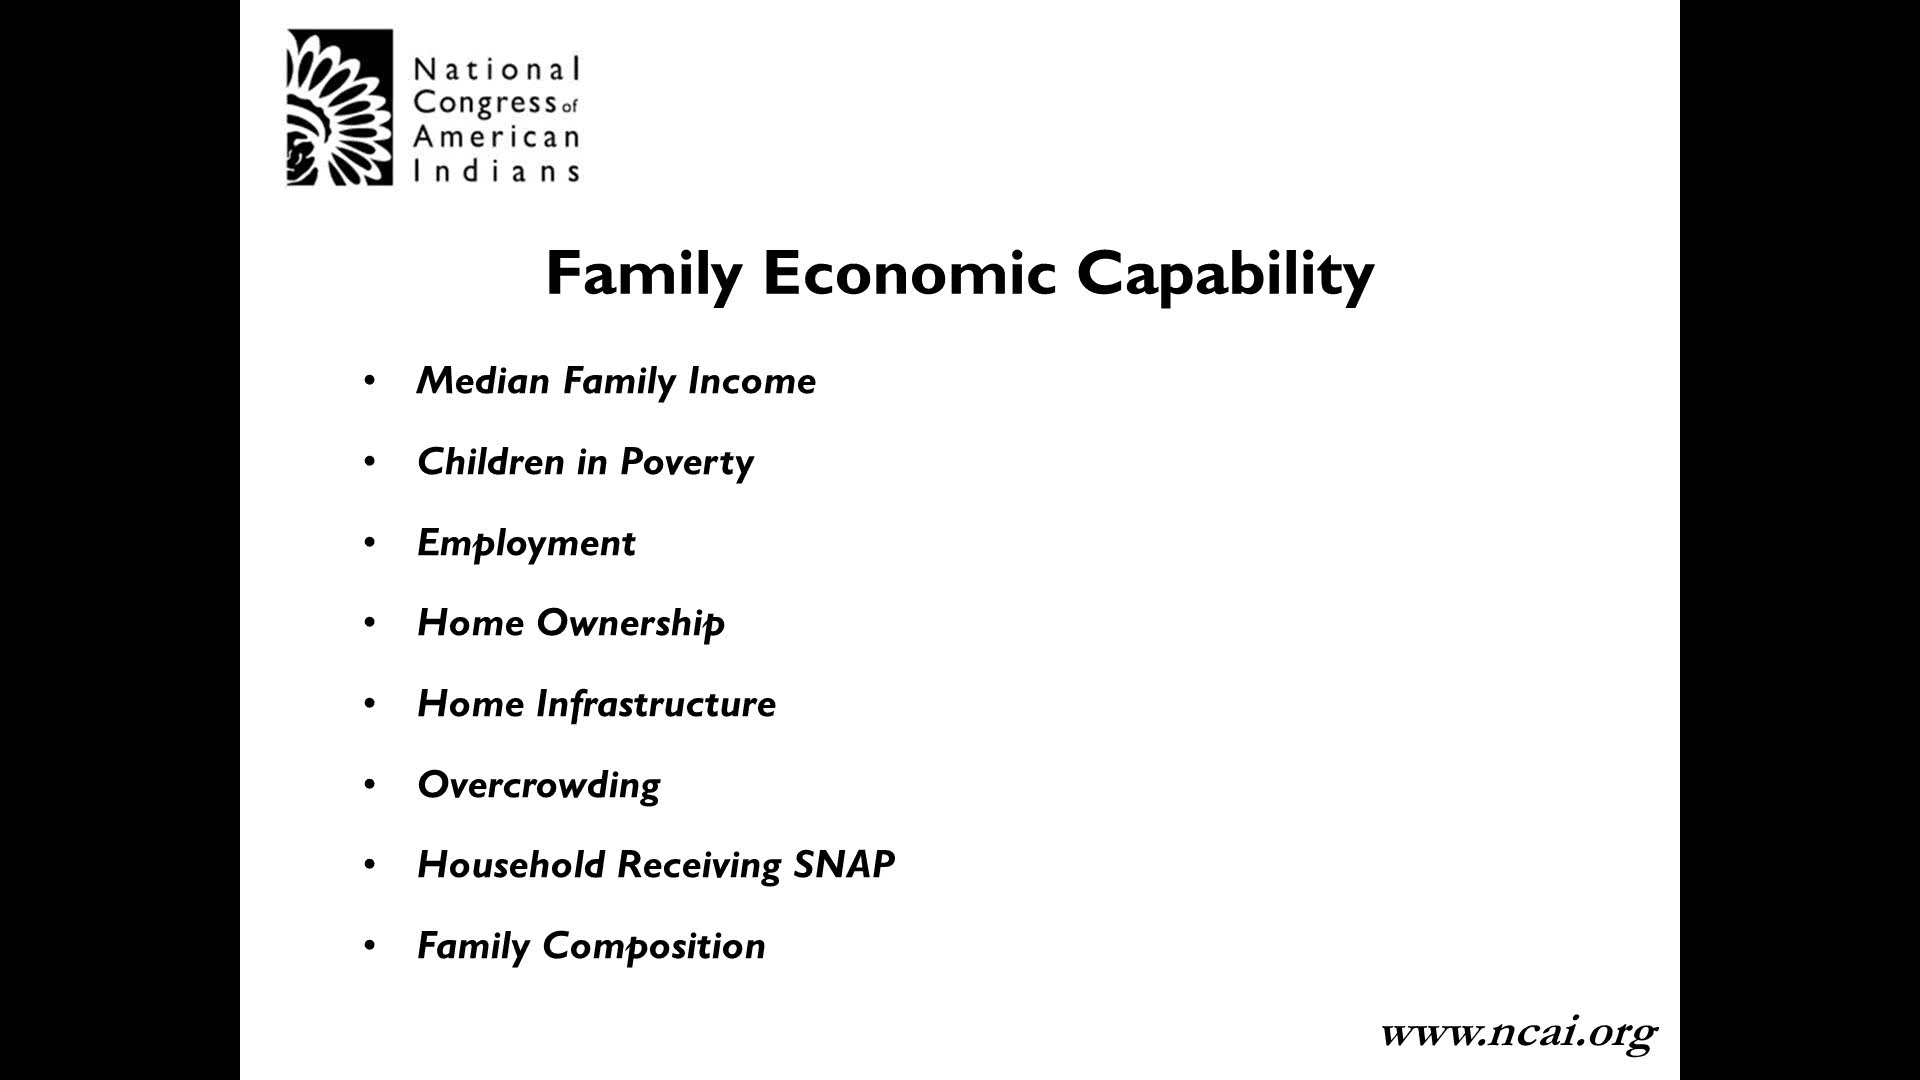 National
Congress of
American
Indians
Family Economic Capability
• Median Family Income
• Children in Poverty
• Employment
• Home Ownership
• Home Infrastructure
• Overcrowding
• Household Receiving SNAP
• Family Composition
www.ncai.org